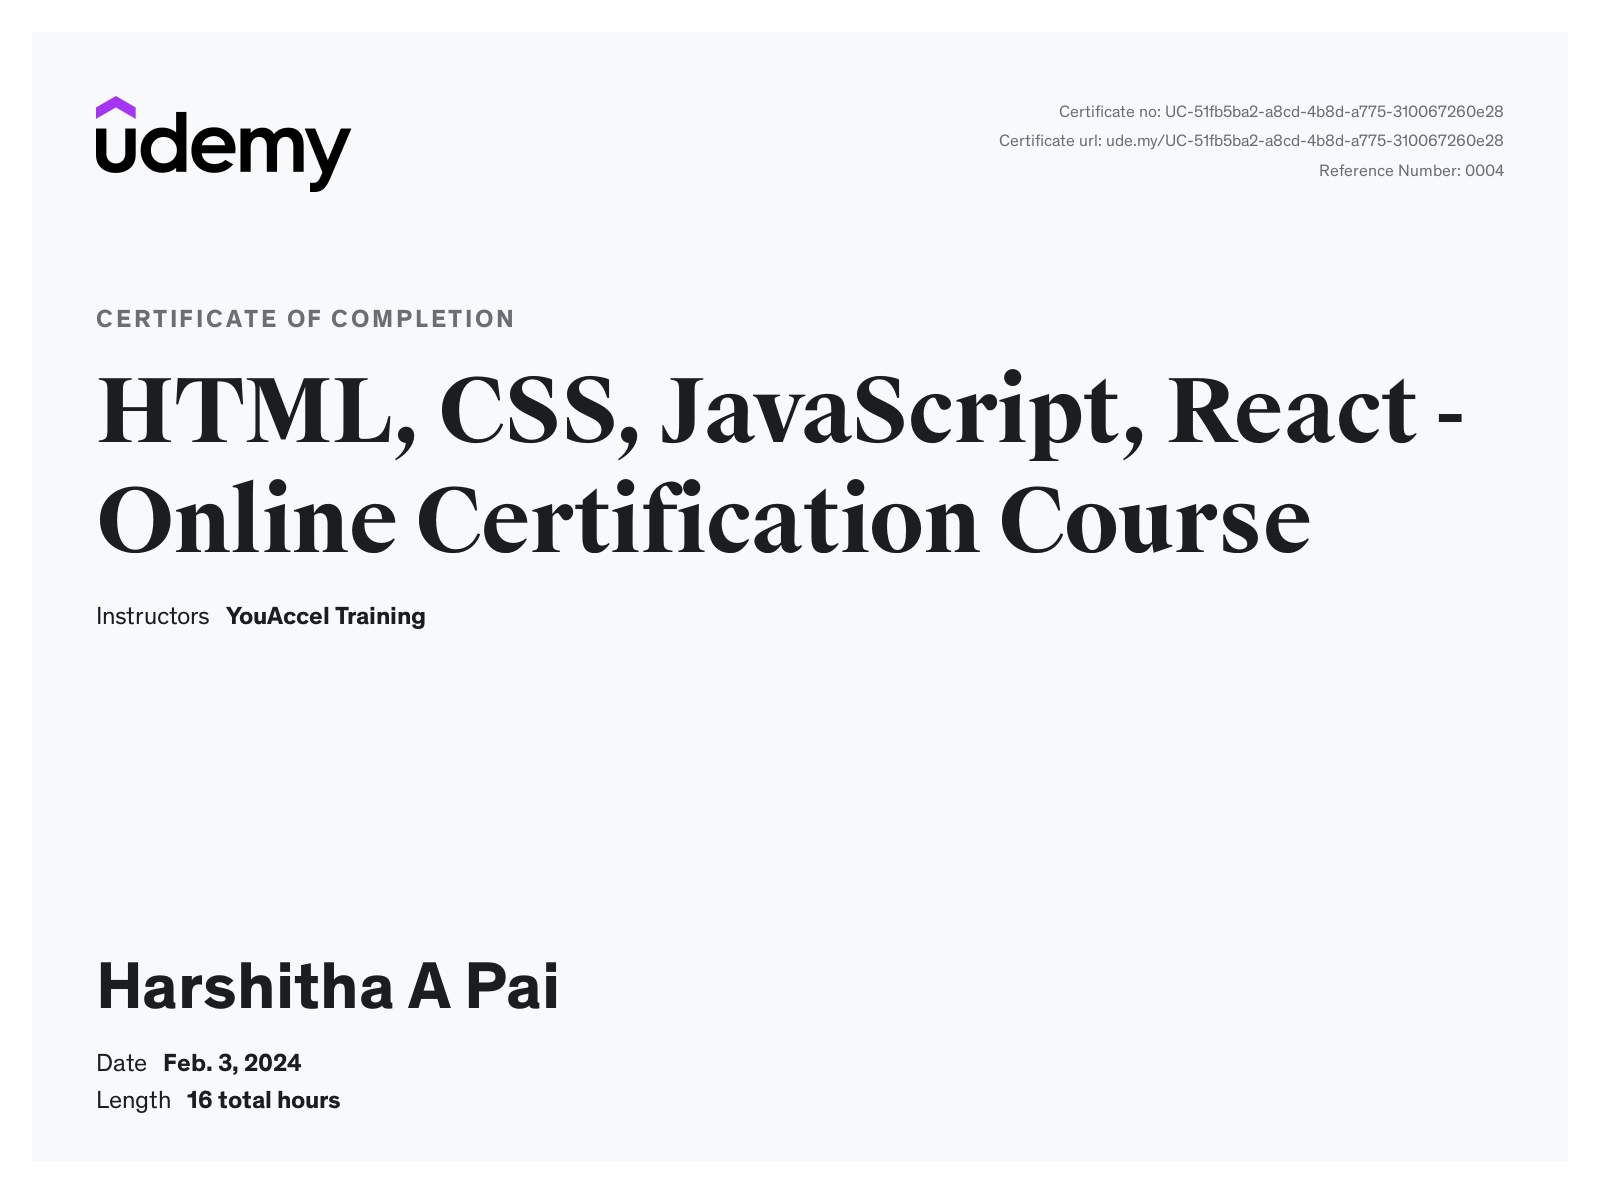 udemy
Certificate no: UC-51fb5ba2-a8cd-4b8d-a775-310067260e28
Certificate url: ude.my/UC-51fb5ba2-a8cd-4b8d-a775-310067260e28
Reference Number: 0004
CERTIFICATE OF COMPLETION
HTML, CSS, JavaScript, React -
Online Certification Course
Instructors YouAccel Training
Harshitha A Pai
Date Feb. 3, 2024
Length 16 total hours